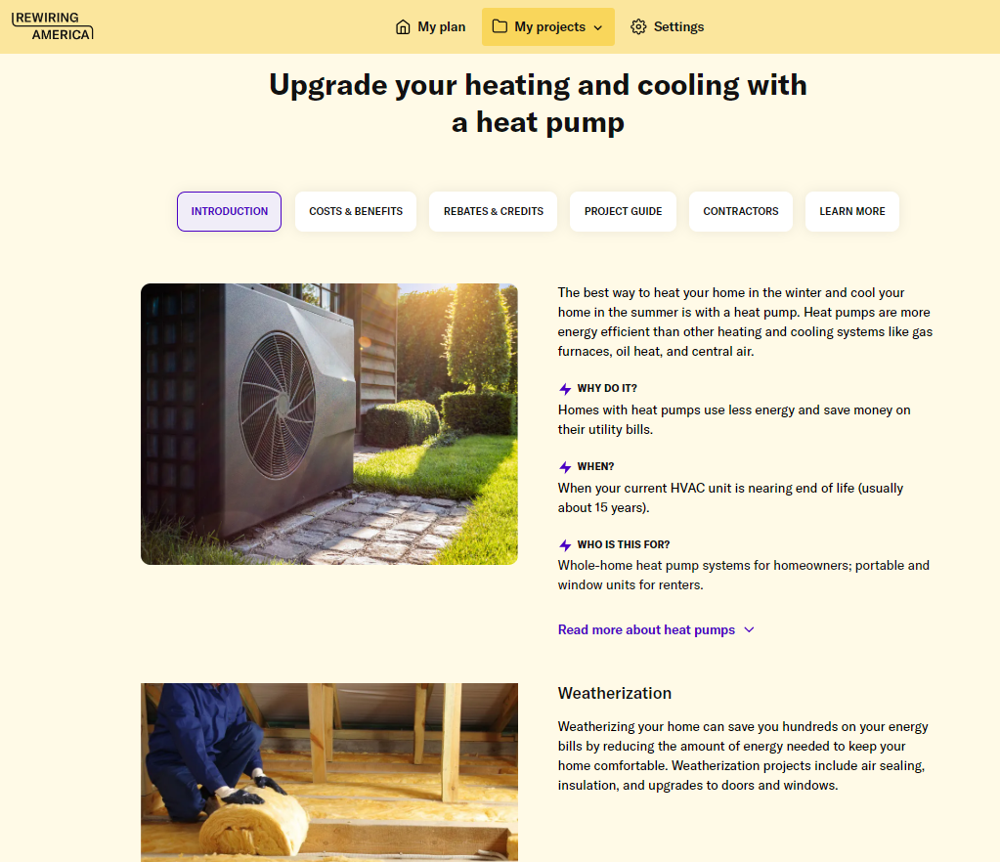 REWIRING
AMERICA
My plan
My projects
Settings
Upgrade your heating and cooling with
a heat pump
INTRODUCTION
COSTS & BENEFITS
REBATES & CREDITS
PROJECT GUIDE
CONTRACTORS
LEARN MORE
The best way to heat your home in the winter and cool your
home in the summer is with a heat pump. Heat pumps are more
energy efficient than other heating and cooling systems like gas
furnaces, oil heat, and central air.
WHY DO IT?
Homes with heat pumps use less energy and save money on
their utility bills.
WHEN?
When your current HVAC unit is nearing end of life (usually
about 15 years).
WHO IS THIS FOR?
Whole-home heat pump systems for homeowners; portable and
window units for renters.
Read more about heat pumps
Weatherization
Weatherizing your home can save you hundreds on your energy
bills by reducing the amount of energy needed to keep your
home comfortable. Weatherization projects include air sealing,
insulation, and upgrades to doors and windows.